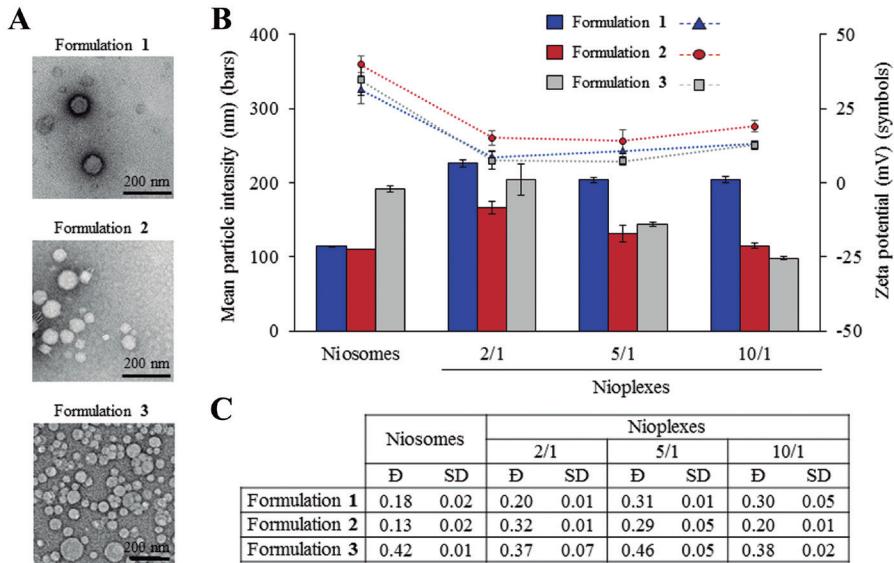 A
Formulation 1
200 nm
Formulation 2
200 nm
Formulation 3
200 nm
B
Formulation 1
Formulation 2
Formulation 3
Mean particle intensity (nm) (bars)
400
300
200
100
0
Zeta potential (mV) (symbols)
50
25
0
-25
-50
Niosomes 2/1 5/1 10/1
Nioplexes
C
Niosomes Nioplexes
2/1 5/1 10/1
Đ SD Đ SD Đ SD Đ SD
Formulation 1 0.18 0.02 0.20 0.01 0.31 0.01 0.30 0.05
Formulation 2 0.13 0.02 0.32 0.01 0.29 0.05 0.20 0.01
Formulation 3 0.42 0.01 0.37 0.07 0.46 0.05 0.38 0.02